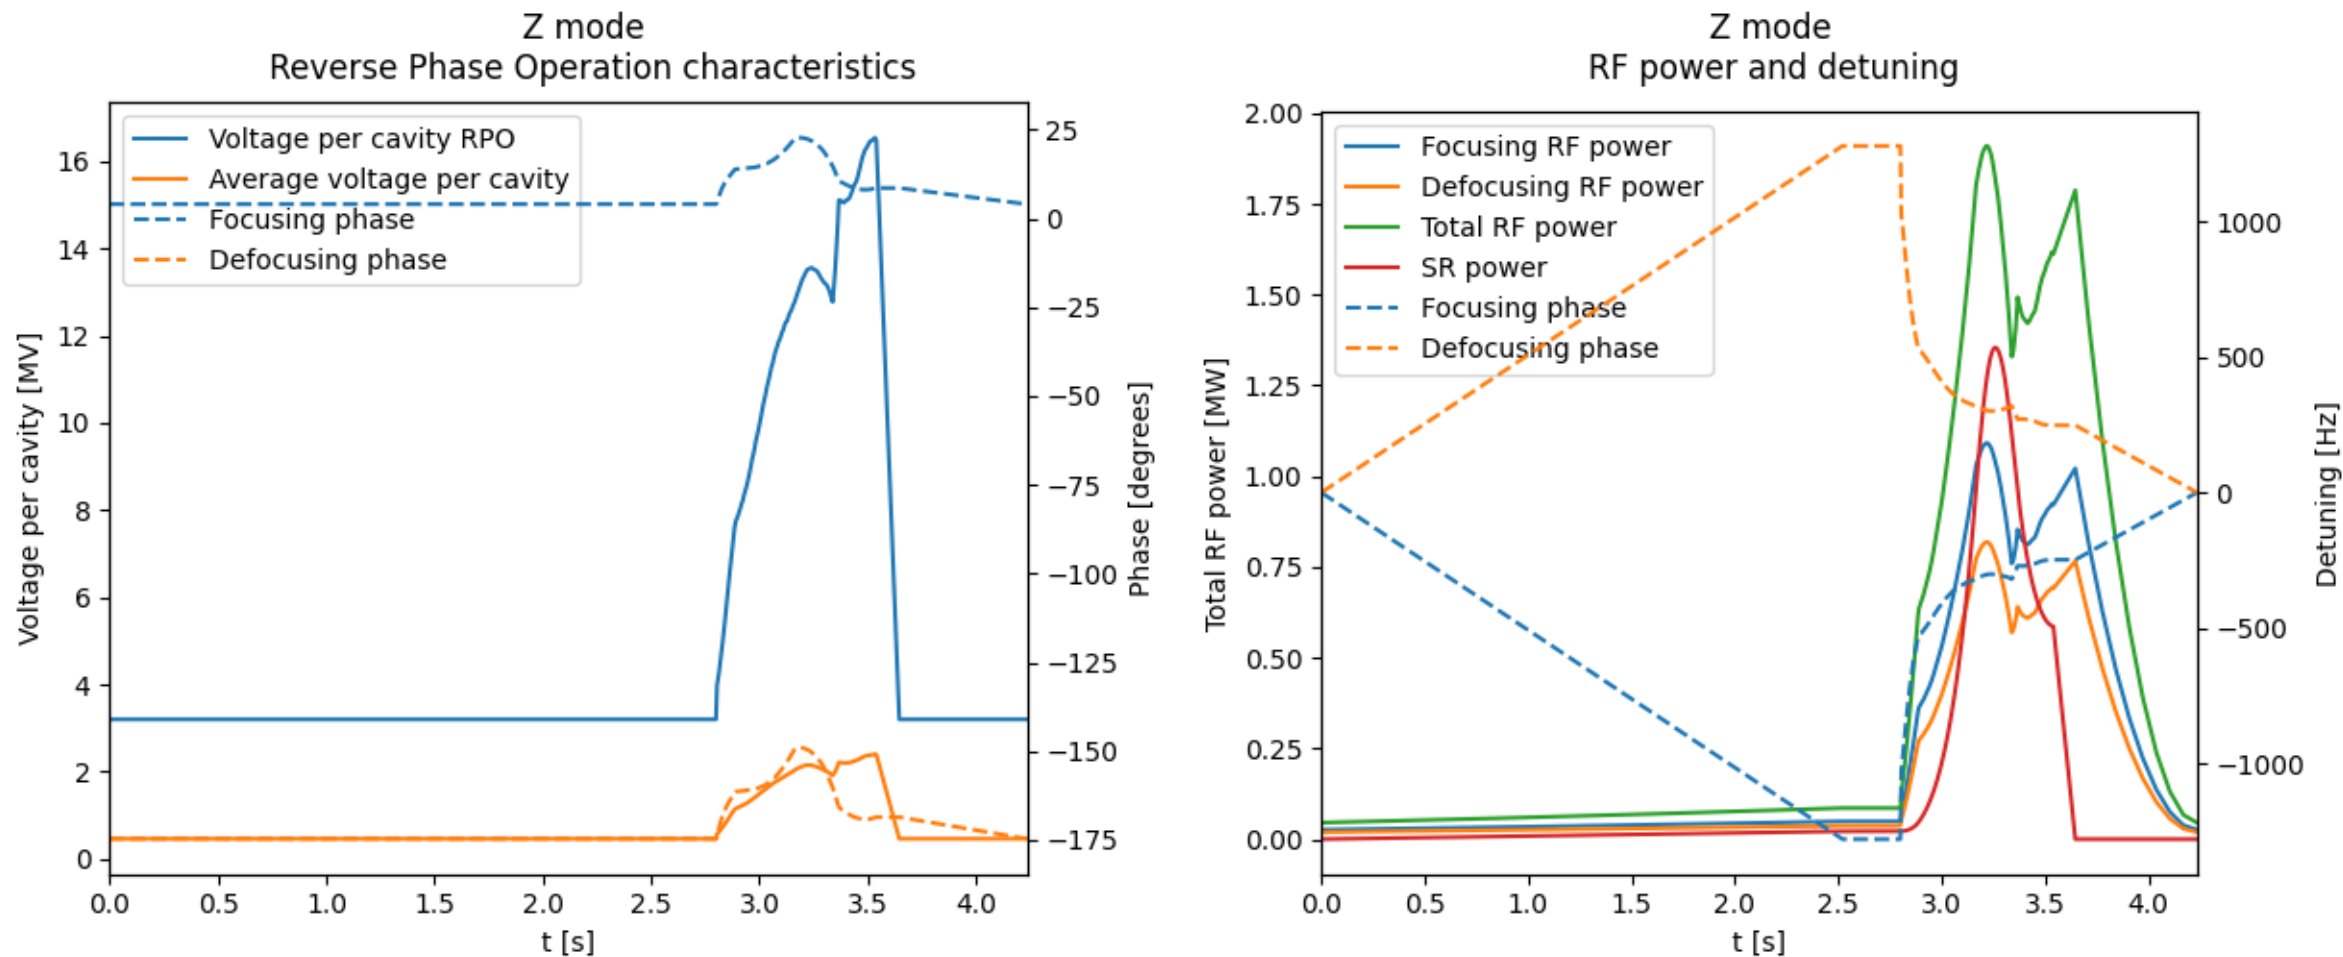 Z mode
Reverse Phase Operation characteristics
Voltage per cavity RPO
Average voltage per cavity
Focusing phase
Defocusing phase
Voltage per cavity [MV]
16
14
12
10
8
6
4
2
0
25
0
−25
−50
−75
−100
−125
−150
−175
Phase [degrees]
0.0 0.5 1.0 1.5 2.0 2.5 3.0 3.5 4.0
t [s]
Z mode
RF power and detuning
Focusing RF power
Defocusing RF power
Total RF power
SR power
Focusing phase
Defocusing phase
Total RF power [MW]
2.00
1.75
1.50
1.25
1.00
0.75
0.50
0.25
0.00
1000
500
0
−500
−1000
Detuning [Hz]
0.0 0.5 1.0 1.5 2.0 2.5 3.0 3.5 4.0
t [s]